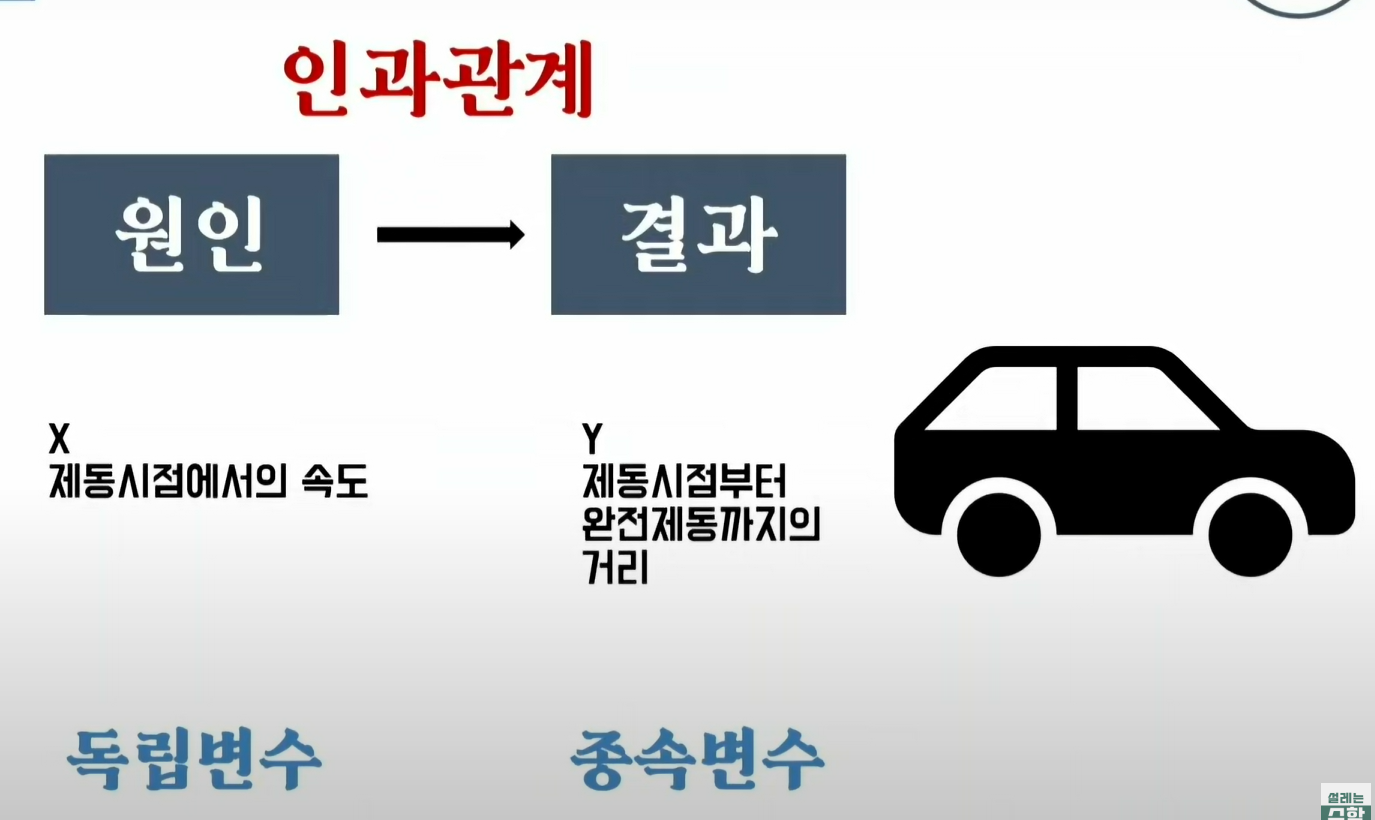 인과관계
원인
결과
X
제동시점에서의 속도
Y
제동시점부터
완전제동까지의
거리
독립변수
종속변수
설레는